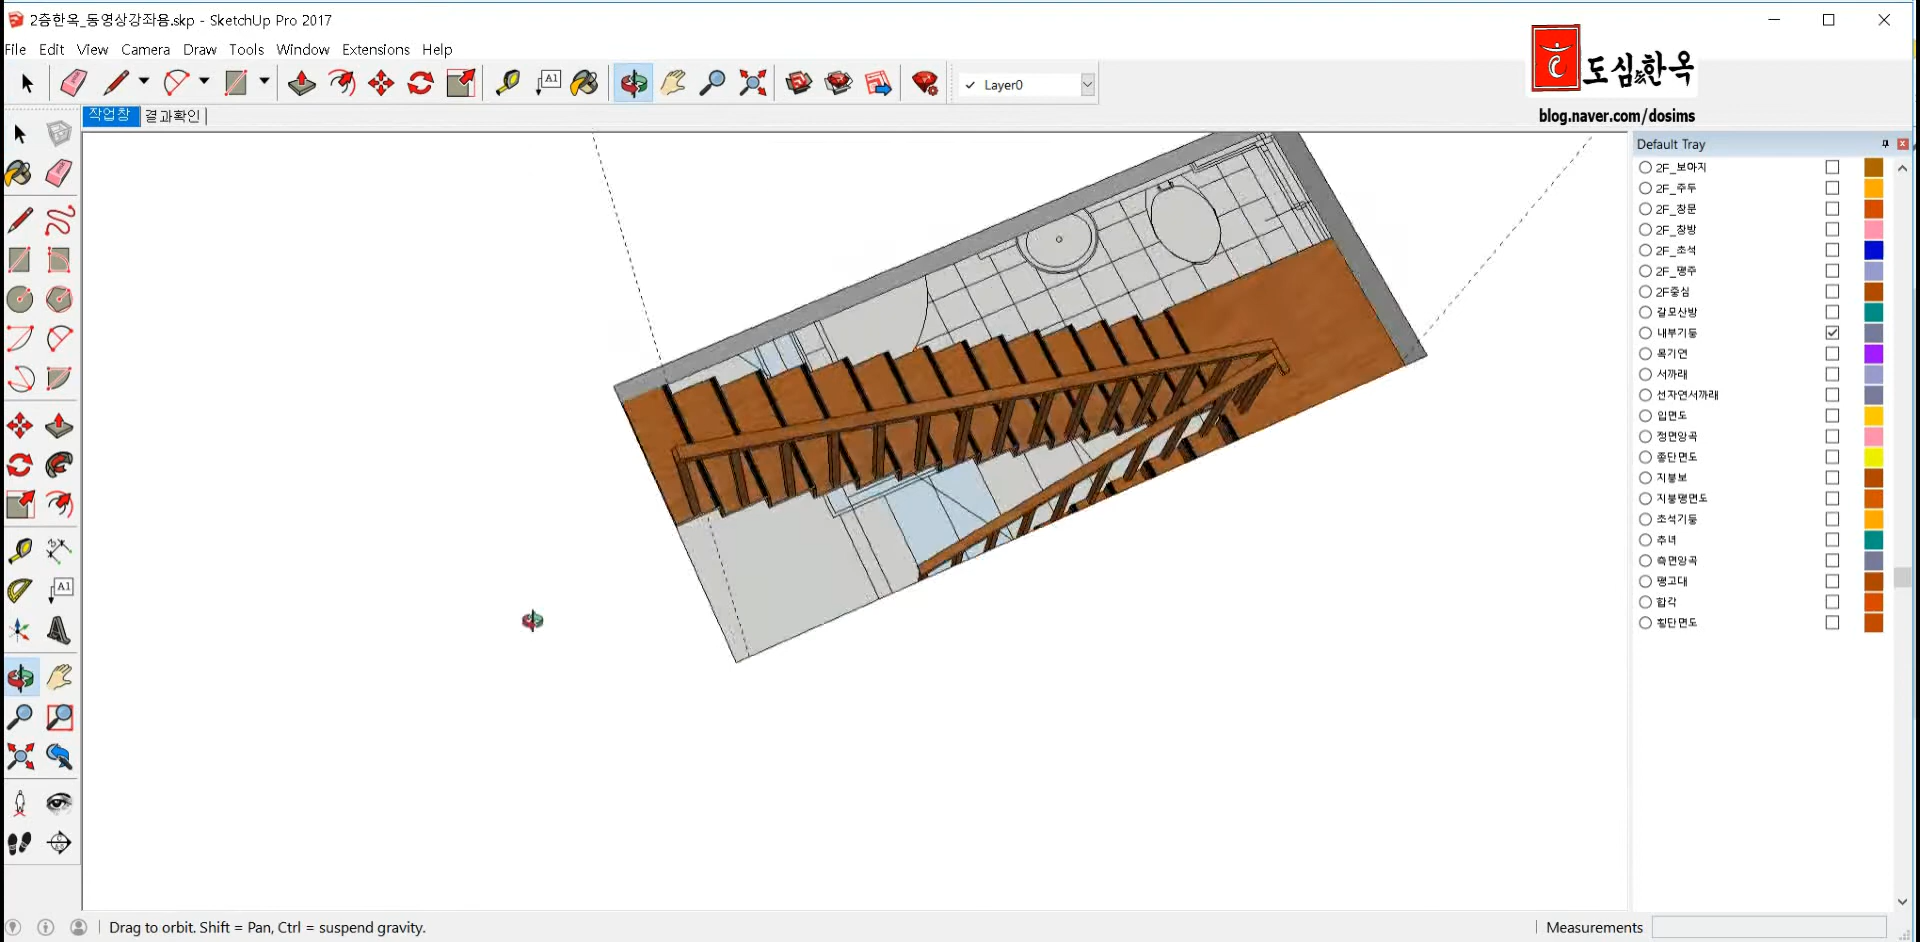 2층한옥_동영상강좌용.skp - SketchUp Pro 2017
File Edit View Camera Draw Tools Window Extensions Help
도심한옥
A1
Layer0
blog.naver.com/dosims
작업창 결과확인
Default Tray
2F_보마지
2F_주두
2F_창문
2F_창방
2F_초석
2F_평주
2F중심
갈모산방
내부기둥
목기연
서까래
선자연서까래
입면도
정면앙곡
종단면도
지붕보
지붕평면도
초석기둥
추녀
측면앙곡
평고대
합각
횡단면도
A1
Drag to orbit. Shift = Pan, Ctrl = suspend gravity.
Measurements